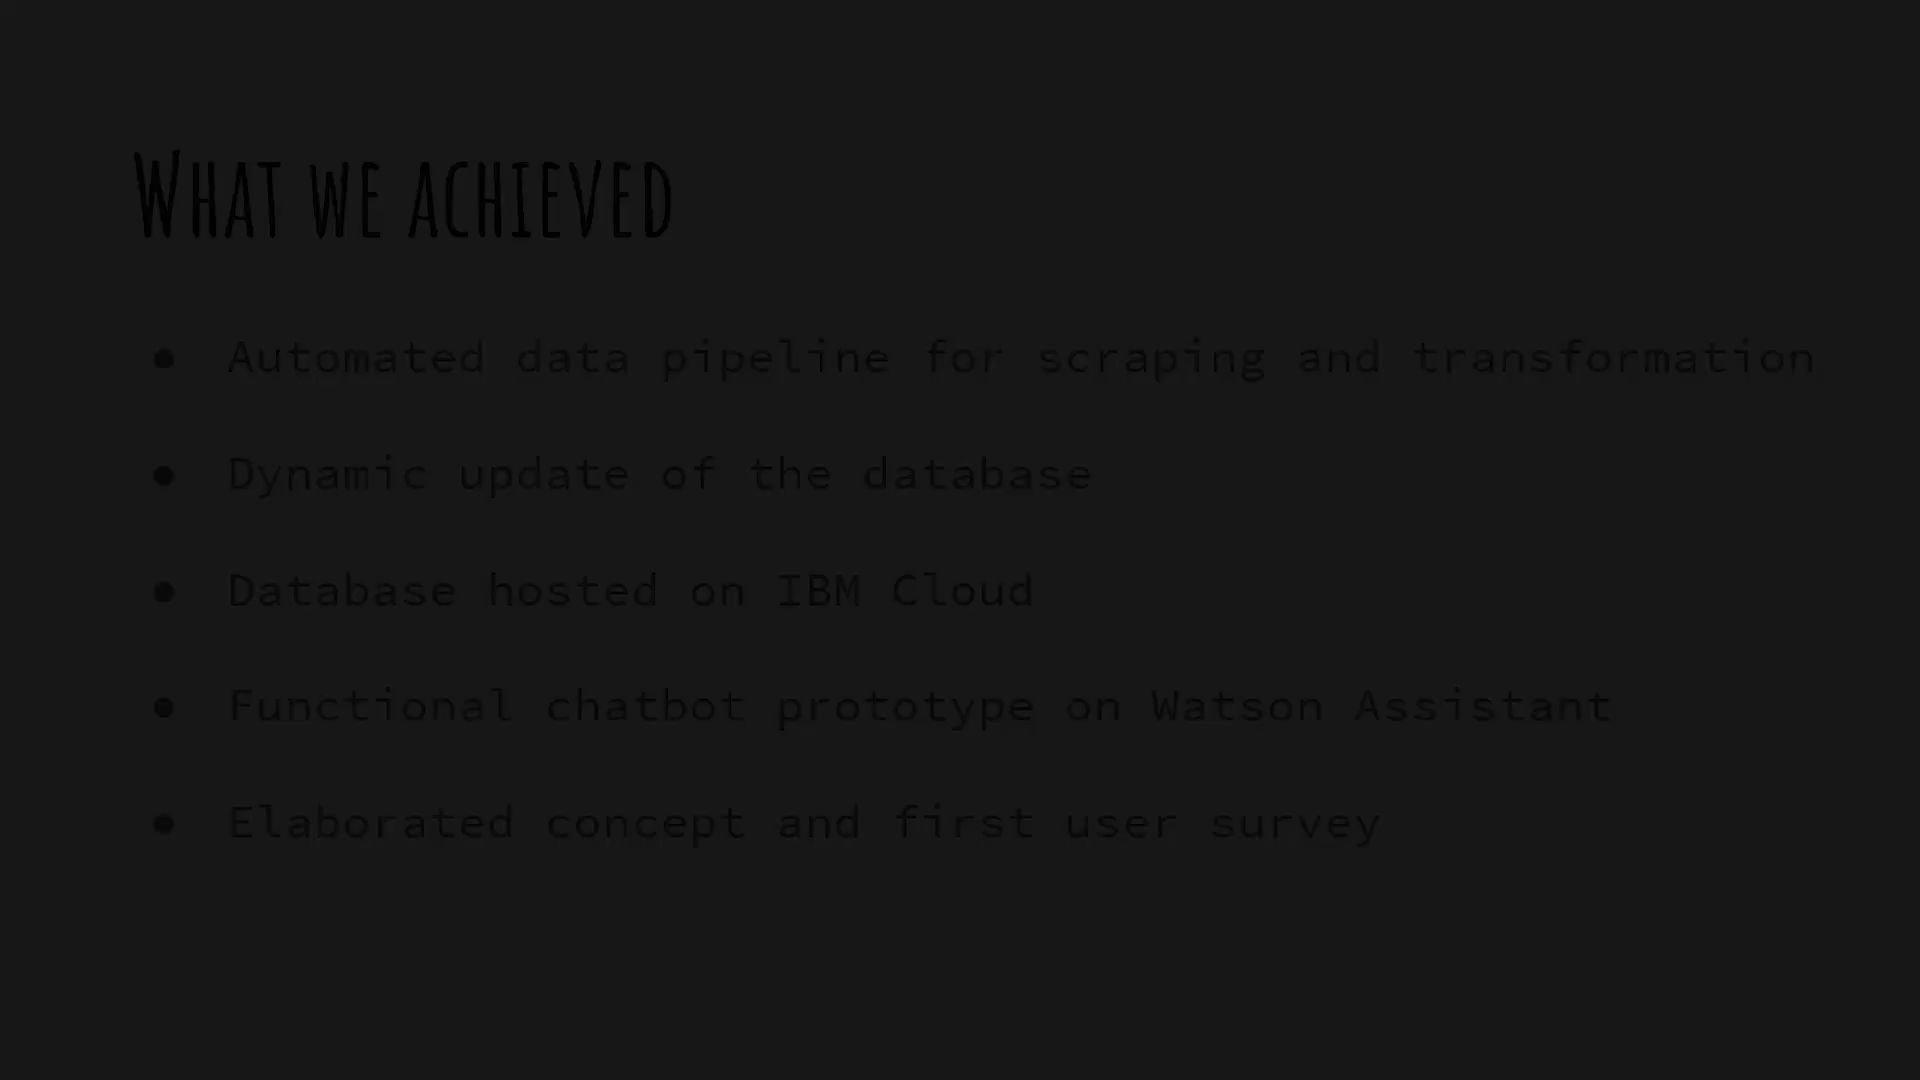 What we achieved
● Automated data pipeline for scraping and transformation
● Dynamic update of the database
● Database hosted on IBM Cloud
● Functional chatbot prototype on Watson Assistant
● Elaborated concept and first user survey